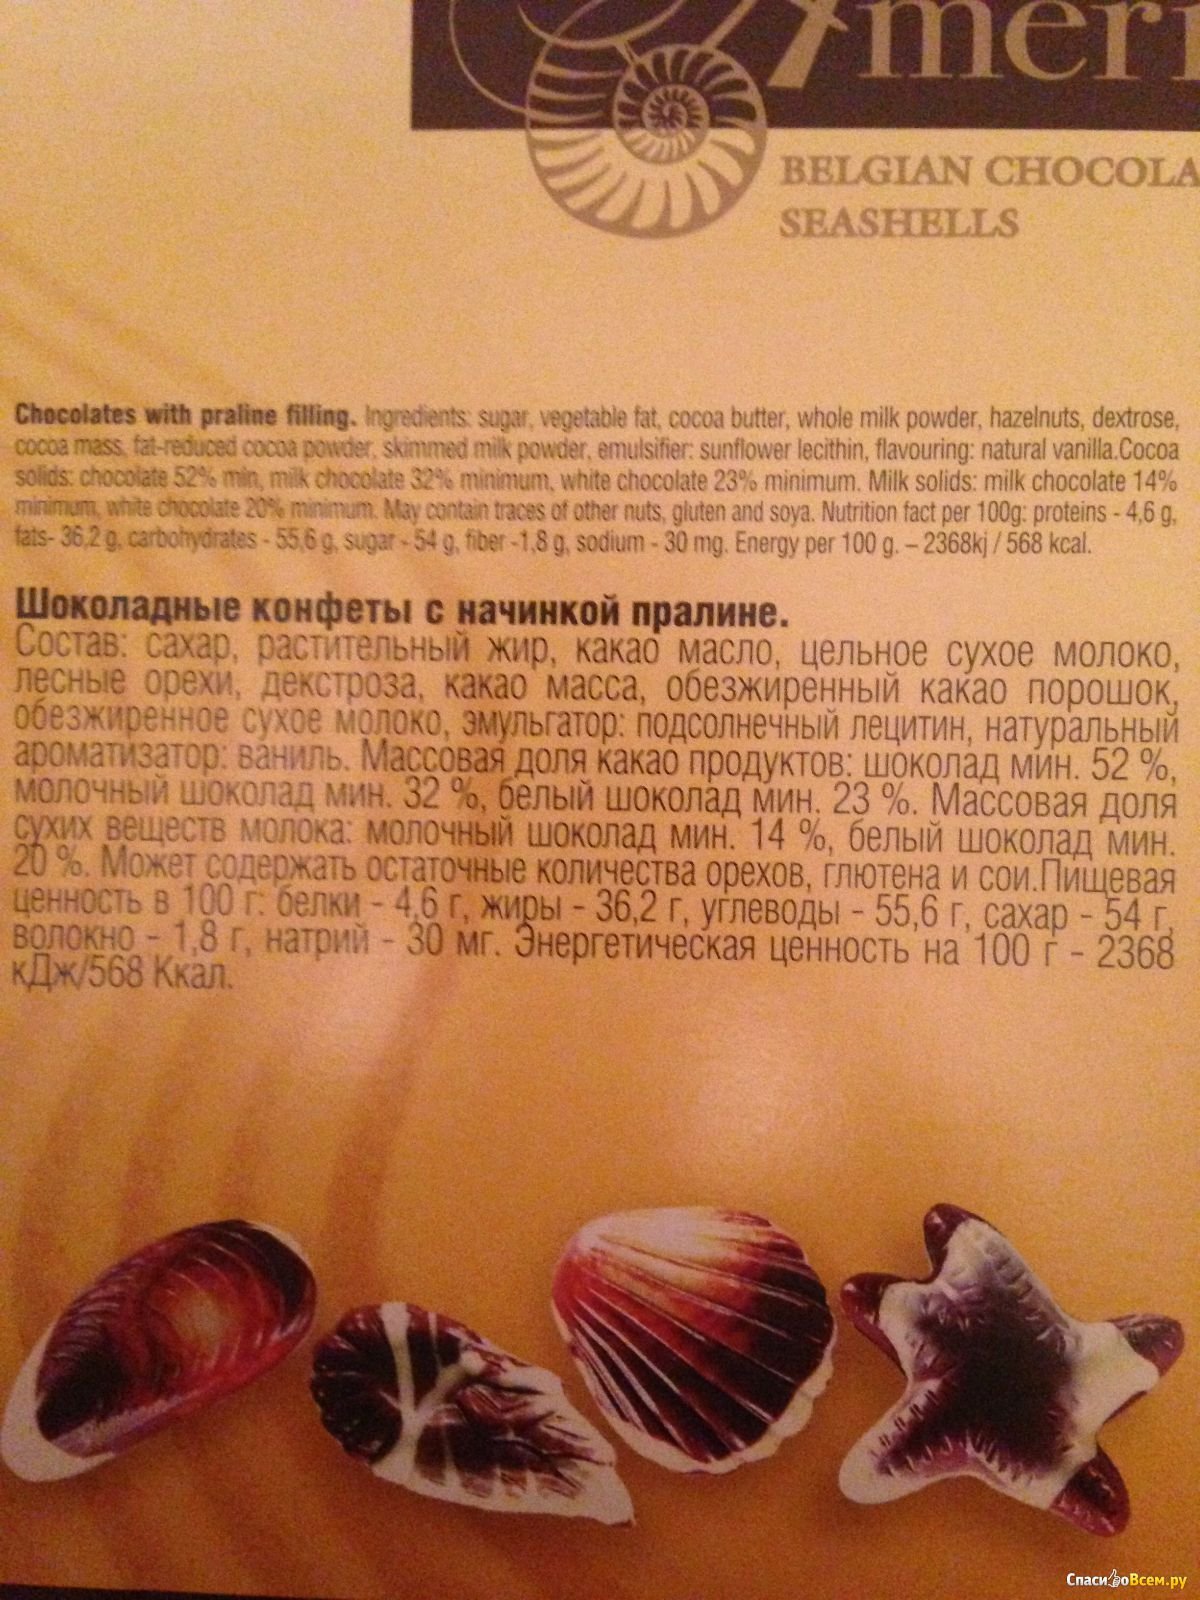 Ameri
BELGIAN CHOCOLA
SEASHELLS
Chocolates with praline filling. Ingredients: sugar, vegetable fat, cocoa butter, whole milk powder, hazelnuts, dextrose,
cocoa mass, fat-reduced cocoa powder, skimmed milk powder, emulsifier: sunflower lecithin, flavouring: natural vanilla.Cocoa
solids: chocolate 52% min, milk chocolate 32% minimum, white chocolate 23% minimum. Milk solids: milk chocolate 14%
minimum, white chocolate 20% minimum. May contain traces of other nuts, gluten and soya. Nutrition fact per 100g: proteins - 4,6 g,
fats- 36,2 g, carbohydrates - 55,6 g, sugar - 54 g, fiber -1,8 g, sodium - 30 mg. Energy per 100 g. – 2368kj / 568 kcal.
Шоколадные конфеты с начинкой пралине.
Состав: сахар, растительный жир, какао масло, цельное сухое молоко,
лесные орехи, декстроза, какао масса, обезжиренный какао порошок,
обезжиренное сухое молоко, эмульгатор: подсолнечный лецитин, натуральный
ароматизатор: ваниль. Массовая доля какао продуктов: шоколад мин. 52 %,
молочный шоколад мин. 32 %, белый шоколад мин. 23 %. Массовая доля
сухих веществ молока: молочный шоколад мин. 14 %, белый шоколад мин.
20 %. Может содержать остаточные количества орехов, глютена и сои.Пищевая
ценность в 100 г: белки - 4,6 г, жиры - 36,2 г, углеводы - 55,6 г, сахар - 54 г,
волокно - 1,8 г, натрий - 30 мг. Энергетическая ценность на 100 г - 2368
кДж/568 Ккал.
СпасибоВсем.ру